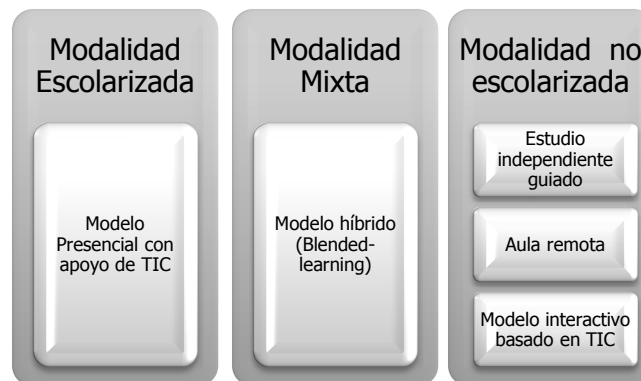 Modalidad
Escolarizada
Modelo
Presencial con
apoyo de TIC
Modalidad
Mixta
Modelo híbrido
(Blended-
learning)
Modalidad no
escolarizada
Estudio
independiente
guiado
Aula remota
Modelo interactivo
basado en TIC